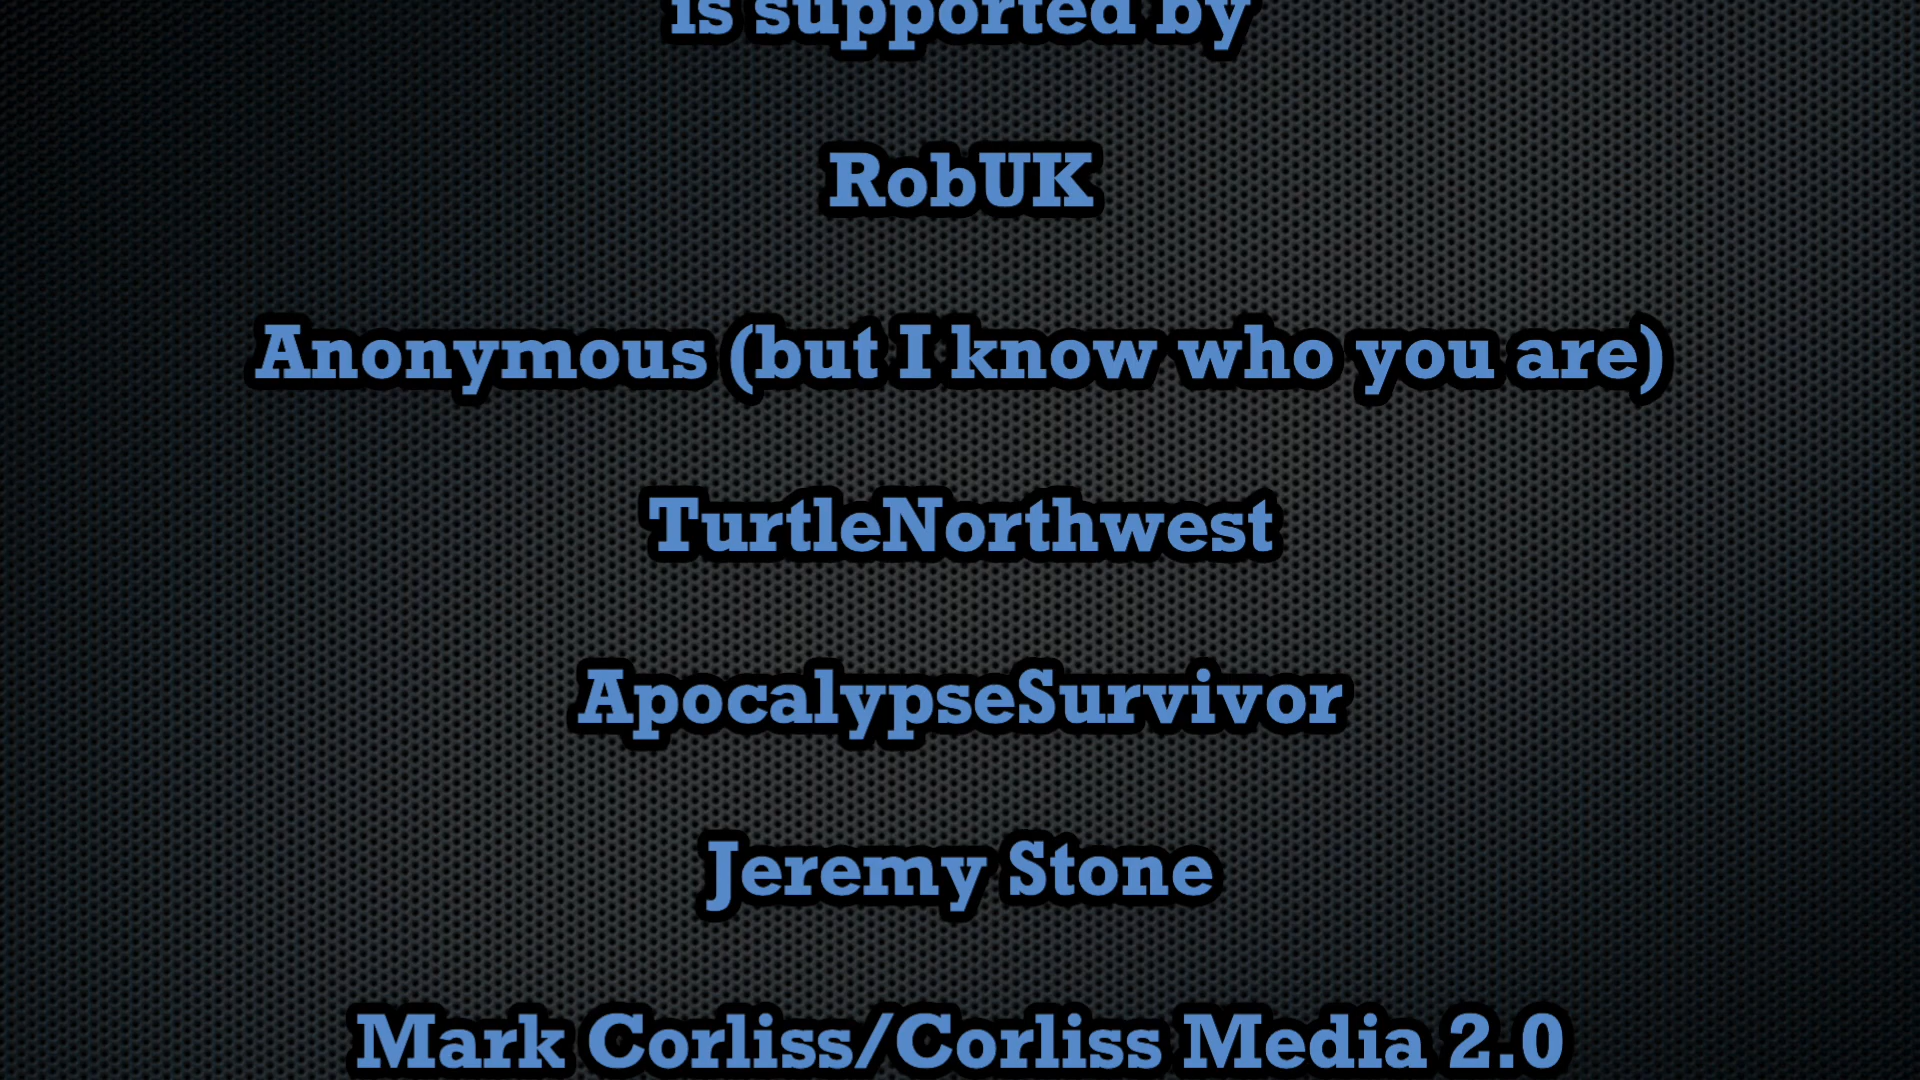 is supported by
RobUK
Anonymous (but I know who you are)
TurtleNorthwest
ApocalypseSurvivor
Jeremy Stone
Mark Corliss/Corliss Media 2.0